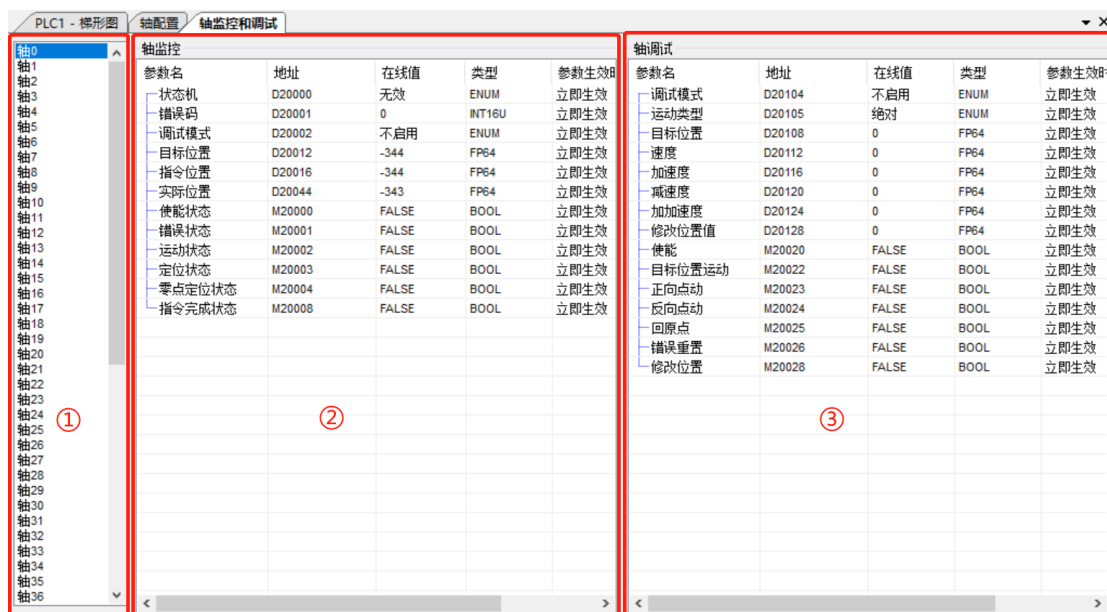 PLC1 - 梯形图 轴配置 轴监控和调试
轴0
轴1
轴2
轴3
轴4
轴5
轴6
轴7
轴8
轴9
轴10
轴11
轴12
轴13
轴14
轴15
轴16
轴17
轴18
轴19
轴20
轴21
轴22
轴23
轴24
轴25
轴26
轴27
轴28
轴29
轴30
轴31
轴32
轴33
轴34
轴35
轴36
①
轴监控
参数名 地址 在线值 类型 参数生效时
状态机 D20000 无效 ENUM 立即生效
错误码 D20001 0 INT16U 立即生效
调试模式 D20002 不启用 ENUM 立即生效
目标位置 D20012 -344 FP64 立即生效
指令位置 D20016 -344 FP64 立即生效
实际位置 D20044 -343 FP64 立即生效
使能状态 M20000 FALSE BOOL 立即生效
错误状态 M20001 FALSE BOOL 立即生效
运动状态 M20002 FALSE BOOL 立即生效
定位状态 M20003 FALSE BOOL 立即生效
零点定位状态 M20004 FALSE BOOL 立即生效
指令完成状态 M20008 FALSE BOOL 立即生效
②
轴调试
参数名 地址 在线值 类型 参数生效时
调试模式 D20104 不启用 ENUM 立即生效
运动类型 D20105 绝对 ENUM 立即生效
目标位置 D20108 0 FP64 立即生效
速度 D20112 0 FP64 立即生效
加速度 D20116 0 FP64 立即生效
减速度 D20120 0 FP64 立即生效
加加速度 D20124 0 FP64 立即生效
修改位置值 D20128 0 FP64 立即生效
使能 M20020 FALSE BOOL 立即生效
目标位置运动 M20022 FALSE BOOL 立即生效
正向点动 M20023 FALSE BOOL 立即生效
反向点动 M20024 FALSE BOOL 立即生效
回原点 M20025 FALSE BOOL 立即生效
错误重置 M20026 FALSE BOOL 立即生效
修改位置 M20028 FALSE BOOL 立即生效
③